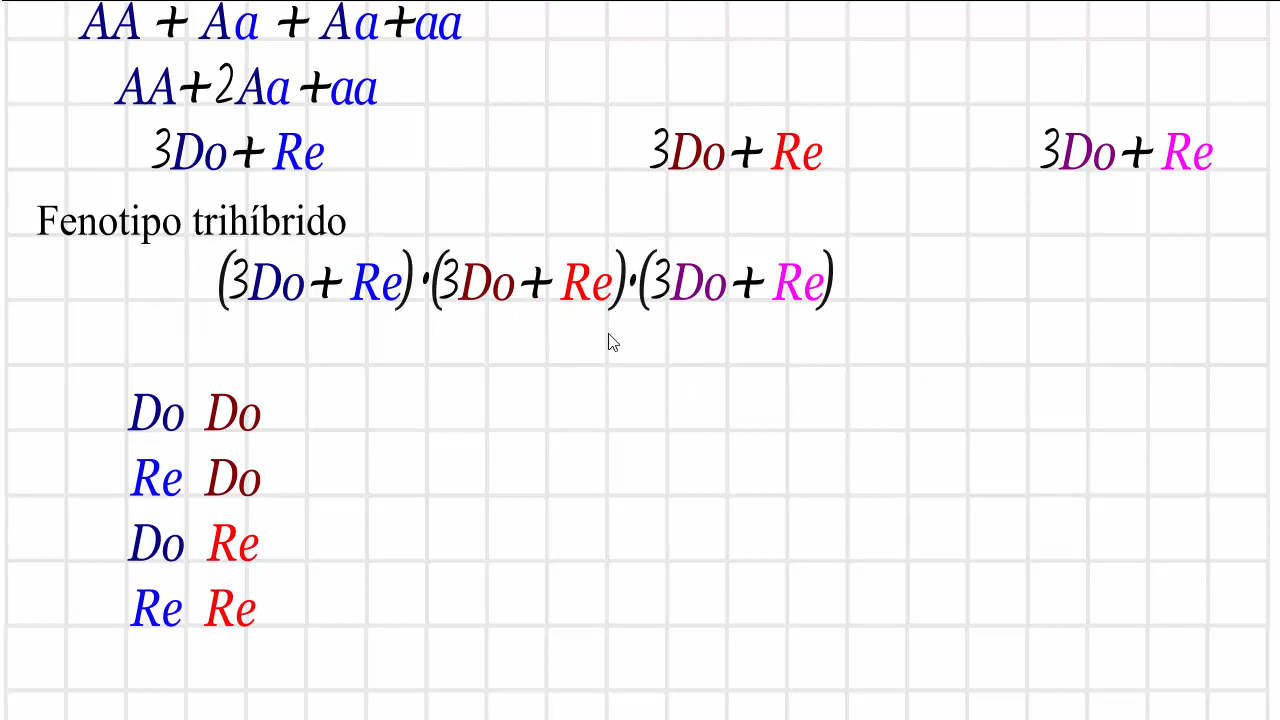 AA + Aa + Aa+aa
AA+2Aa+aa
3Do+Re 3Do+Re 3Do+Re
Fenotipo trihíbrido
(3Do+Re)·(3Do+Re)·(3Do+Re)
Do Do
Re Do
Do Re
Re Re